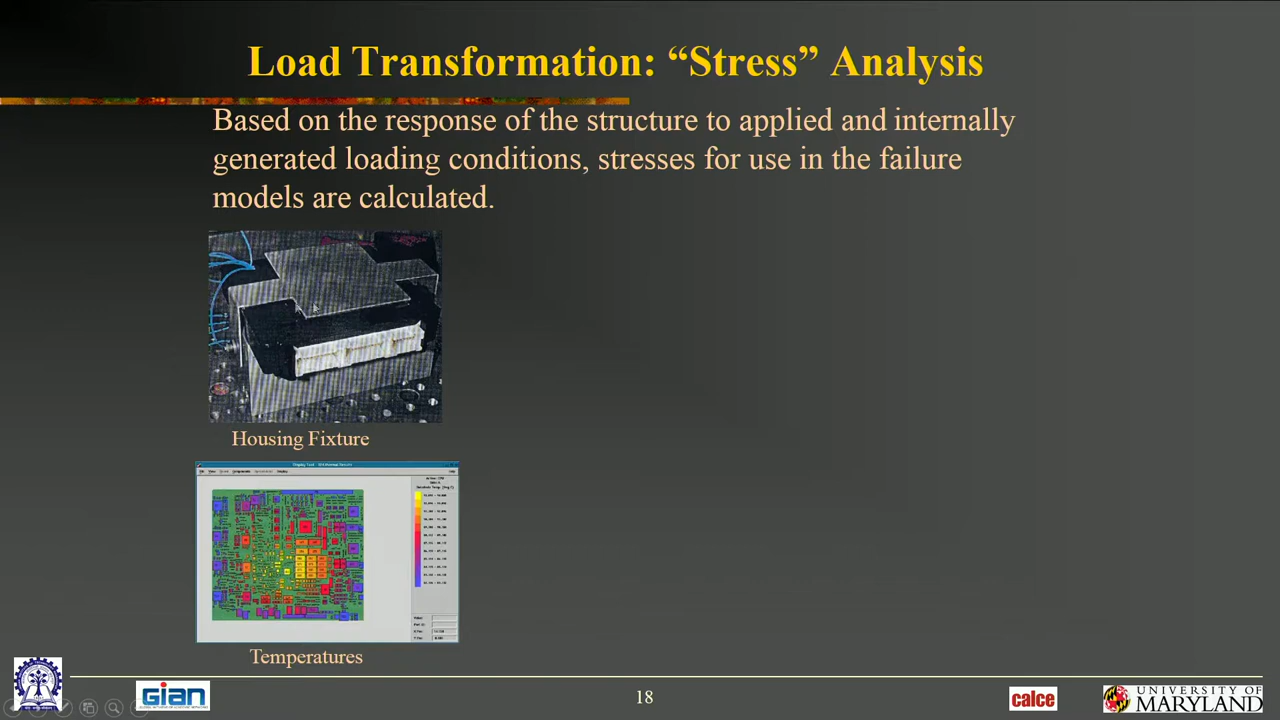 Load Transformation: “Stress” Analysis
Based on the response of the structure to applied and internally
generated loading conditions, stresses for use in the failure
models are calculated.
Housing Fixture
Temperatures
GIAN
18
calce
UNIVERSITY OF
MARYLAND